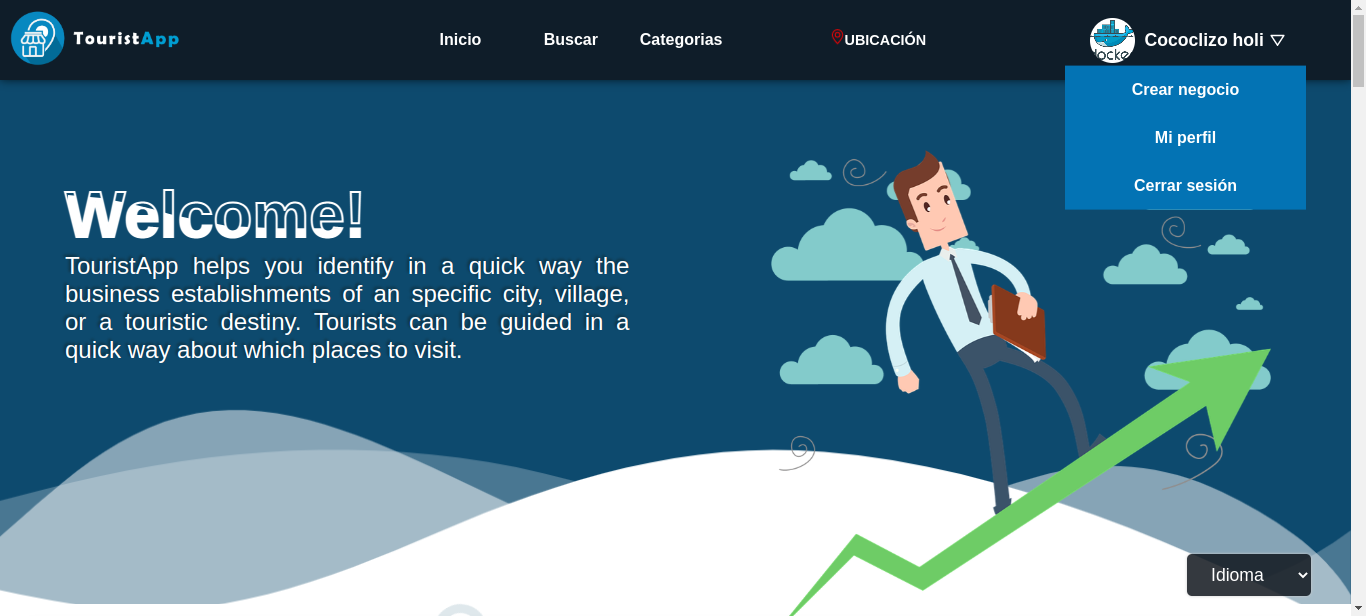 TouristApp
Inicio
Buscar
Categorias
UBICACIÓN
docke
Cococlizo holi
Crear negocio
Mi perfil
Cerrar sesión
Welcome!
TouristApp helps you identify in a quick way the
business establishments of an specific city, village,
or a touristic destiny. Tourists can be guided in a
quick way about which places to visit.
Idioma